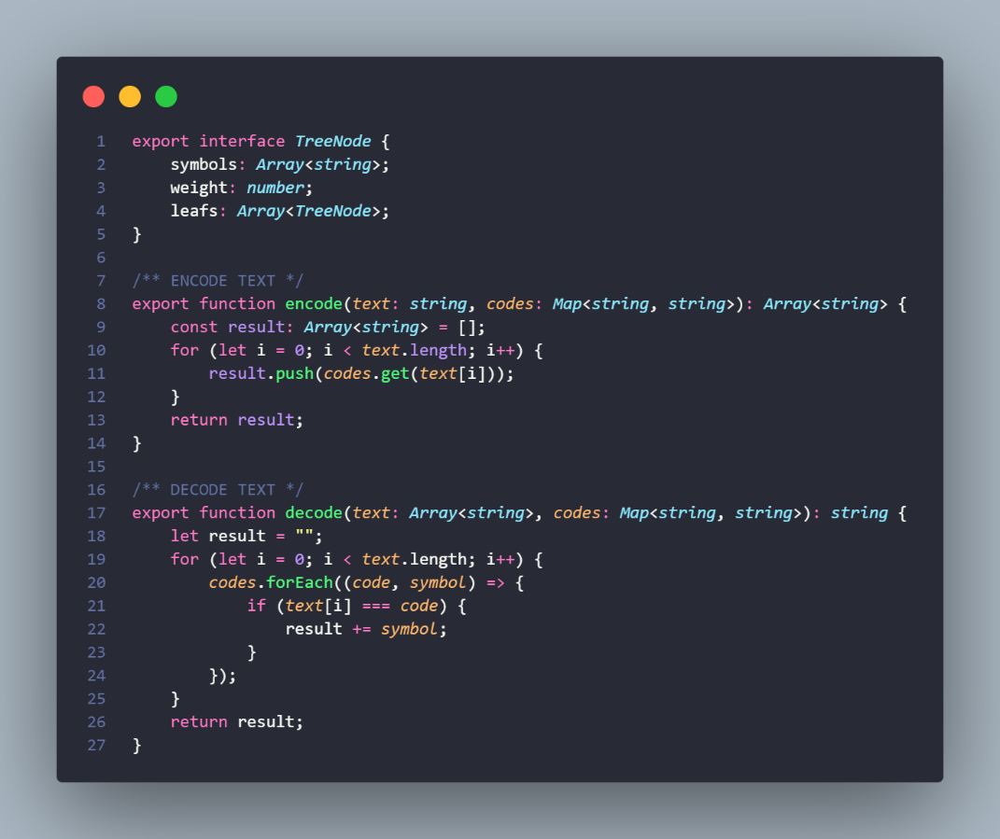 1 export interface TreeNode {
2     symbols: Array<string>;
3     weight: number;
4     leafs: Array<TreeNode>;
5 }
6
7 /** ENCODE TEXT */
8 export function encode(text: string, codes: Map<string, string>): Array<string> {
9     const result: Array<string> = [];
10     for (let i = 0; i < text.length; i++) {
11         result.push(codes.get(text[i]));
12     }
13     return result;
14 }
15
16 /** DECODE TEXT */
17 export function decode(text: Array<string>, codes: Map<string, string>): string {
18     let result = "";
19     for (let i = 0; i < text.length; i++) {
20         codes.forEach((code, symbol) => {
21             if (text[i] === code) {
22                 result += symbol;
23             }
24         });
25     }
26     return result;
27 }